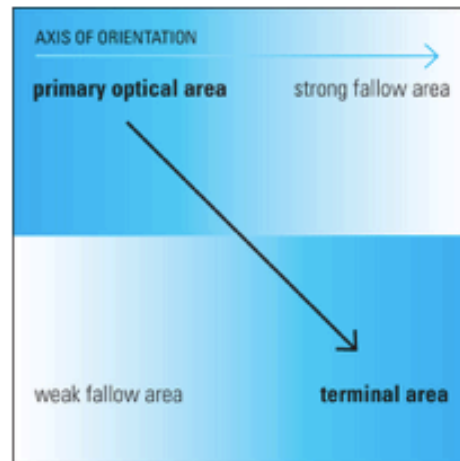 AXIS OF ORIENTATION
primary optical area
strong fallow area
weak fallow area
terminal area